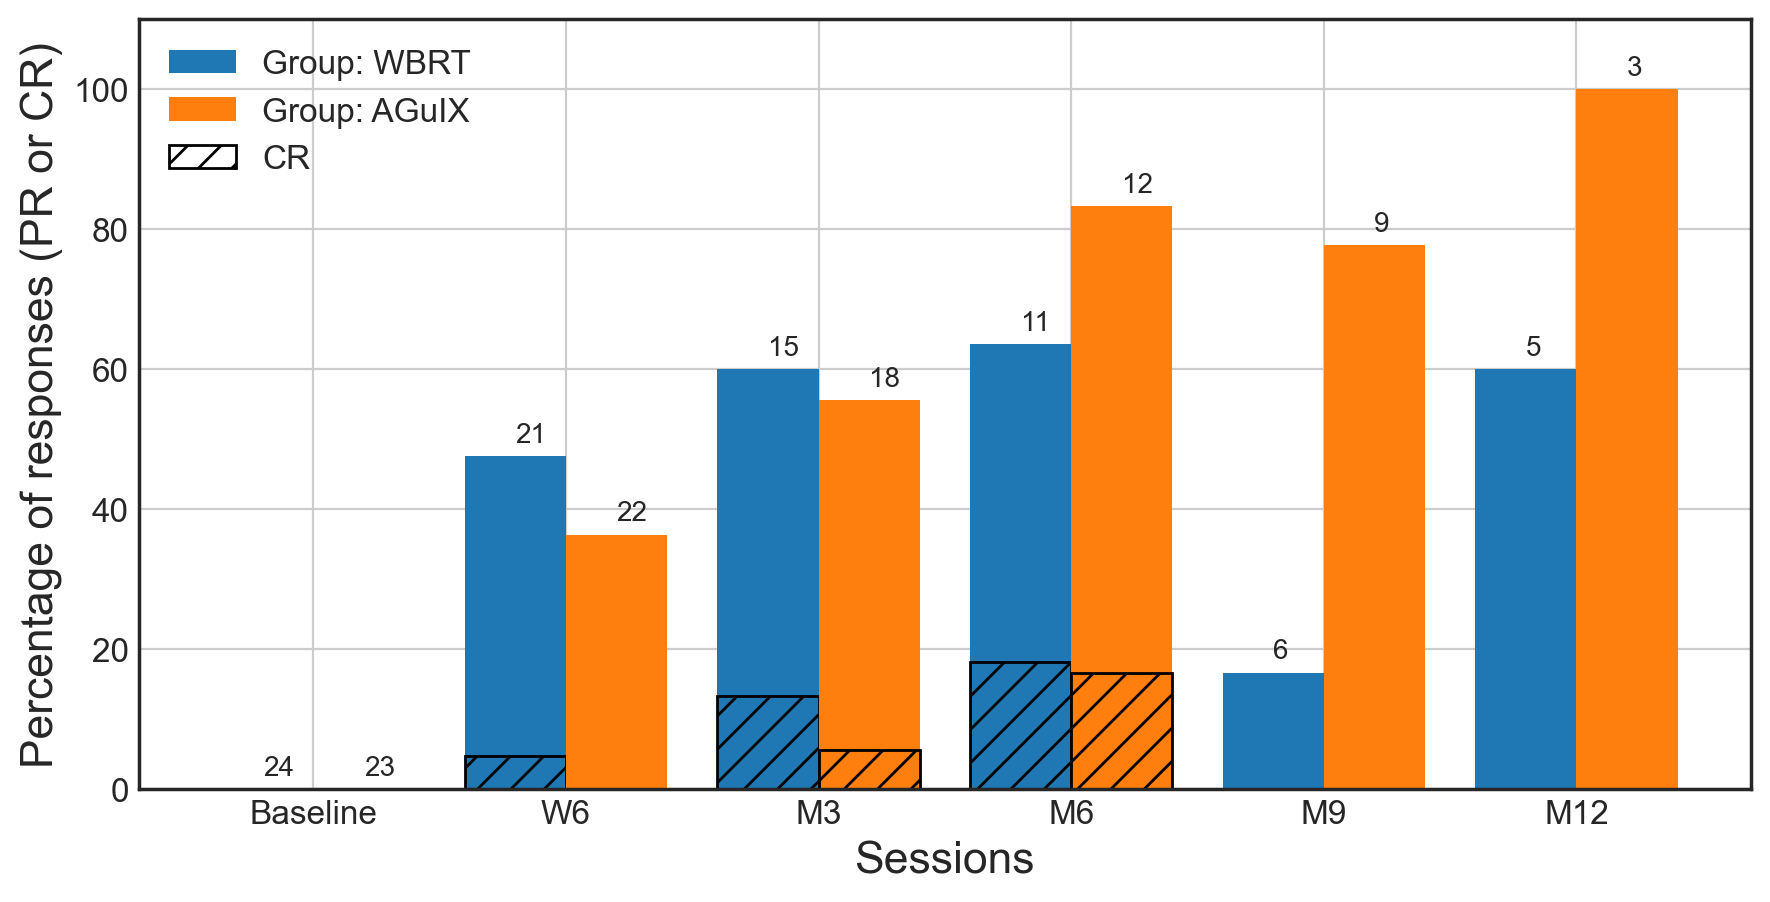 Group: WBRT
Group: AGuIX
CR
Percentage of responses (PR or CR)
100
80
60
40
20
0
24
23
21
22
15
18
11
12
6
9
5
3
Baseline
W6
M3
M6
M9
M12
Sessions